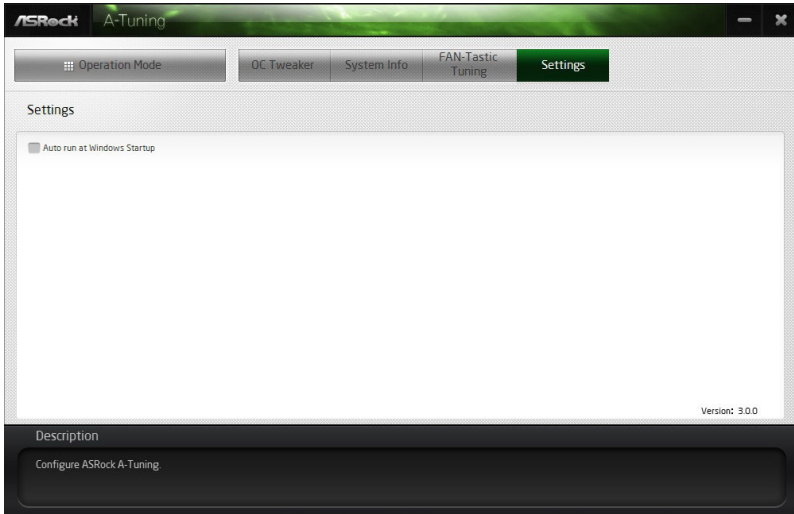 ASRock A-Tuning
Operation Mode
OC Tweaker
System Info
FAN-Tastic
Tuning
Settings
Settings
Auto run at Windows Startup
Version: 3.0.0
Description
Configure ASRock A-Tuning.